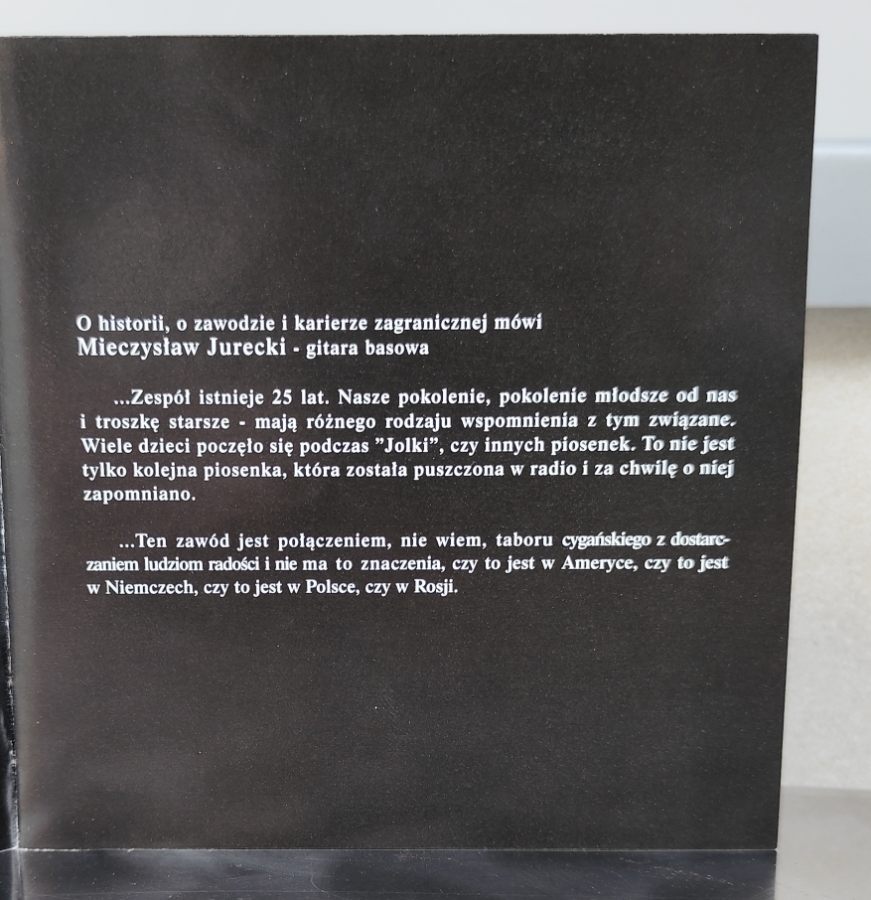 O historii, o zawodzie i karierze zagranicznej mówi
Mieczysław Jurecki - gitara basowa
...Zespół istnieje 25 lat. Nasze pokolenie, pokolenie młodsze od nas
i troszkę starsze - mają różnego rodzaju wspomnienia z tym związane.
Wiele dzieci poczęło się podczas ”Jolki”, czy innych piosenek. To nie jest
tylko kolejna piosenka, która została puszczona w radio i za chwilę o niej
zapomniano.
...Ten zawód jest połączeniem, nie wiem, taboru cygańskiego z dostarc-
zaniem ludziom radości i nie ma to znaczenia, czy to jest w Ameryce, czy to jest
w Niemczech, czy to jest w Polsce, czy w Rosji.